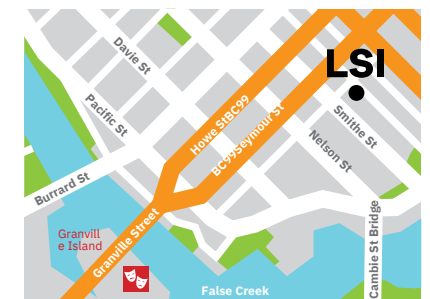 Davie St
LSI
Howe StBC99
BC99Seymour St
Smithe St
Pacific St
Nelson St
Burrard St
Granvill
e Island
Granville Street
Cambie St Bridge
False Creek